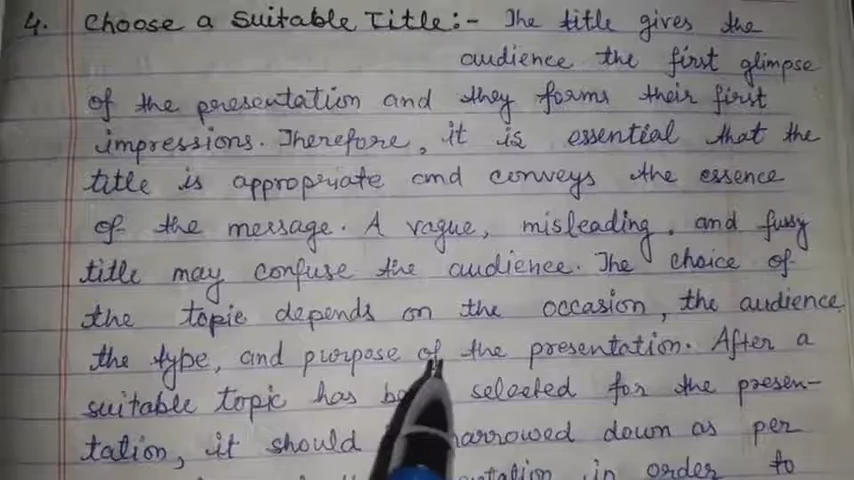 4. Choose a Suitable Title:- The title gives the
audience the first glimpse
of the presentation and they forms their first
impressions. Therefore, it is essential that the
title is appropriate and conveys the essence
of the message. A vague, misleading, and fussy
title may confuse the audience. The choice of
the topic depends on the occasion, the audience
the type, and purpose of the presentation. After a
suitable topic has selected for the presen-
tation, it should narrowed down as per
in order to